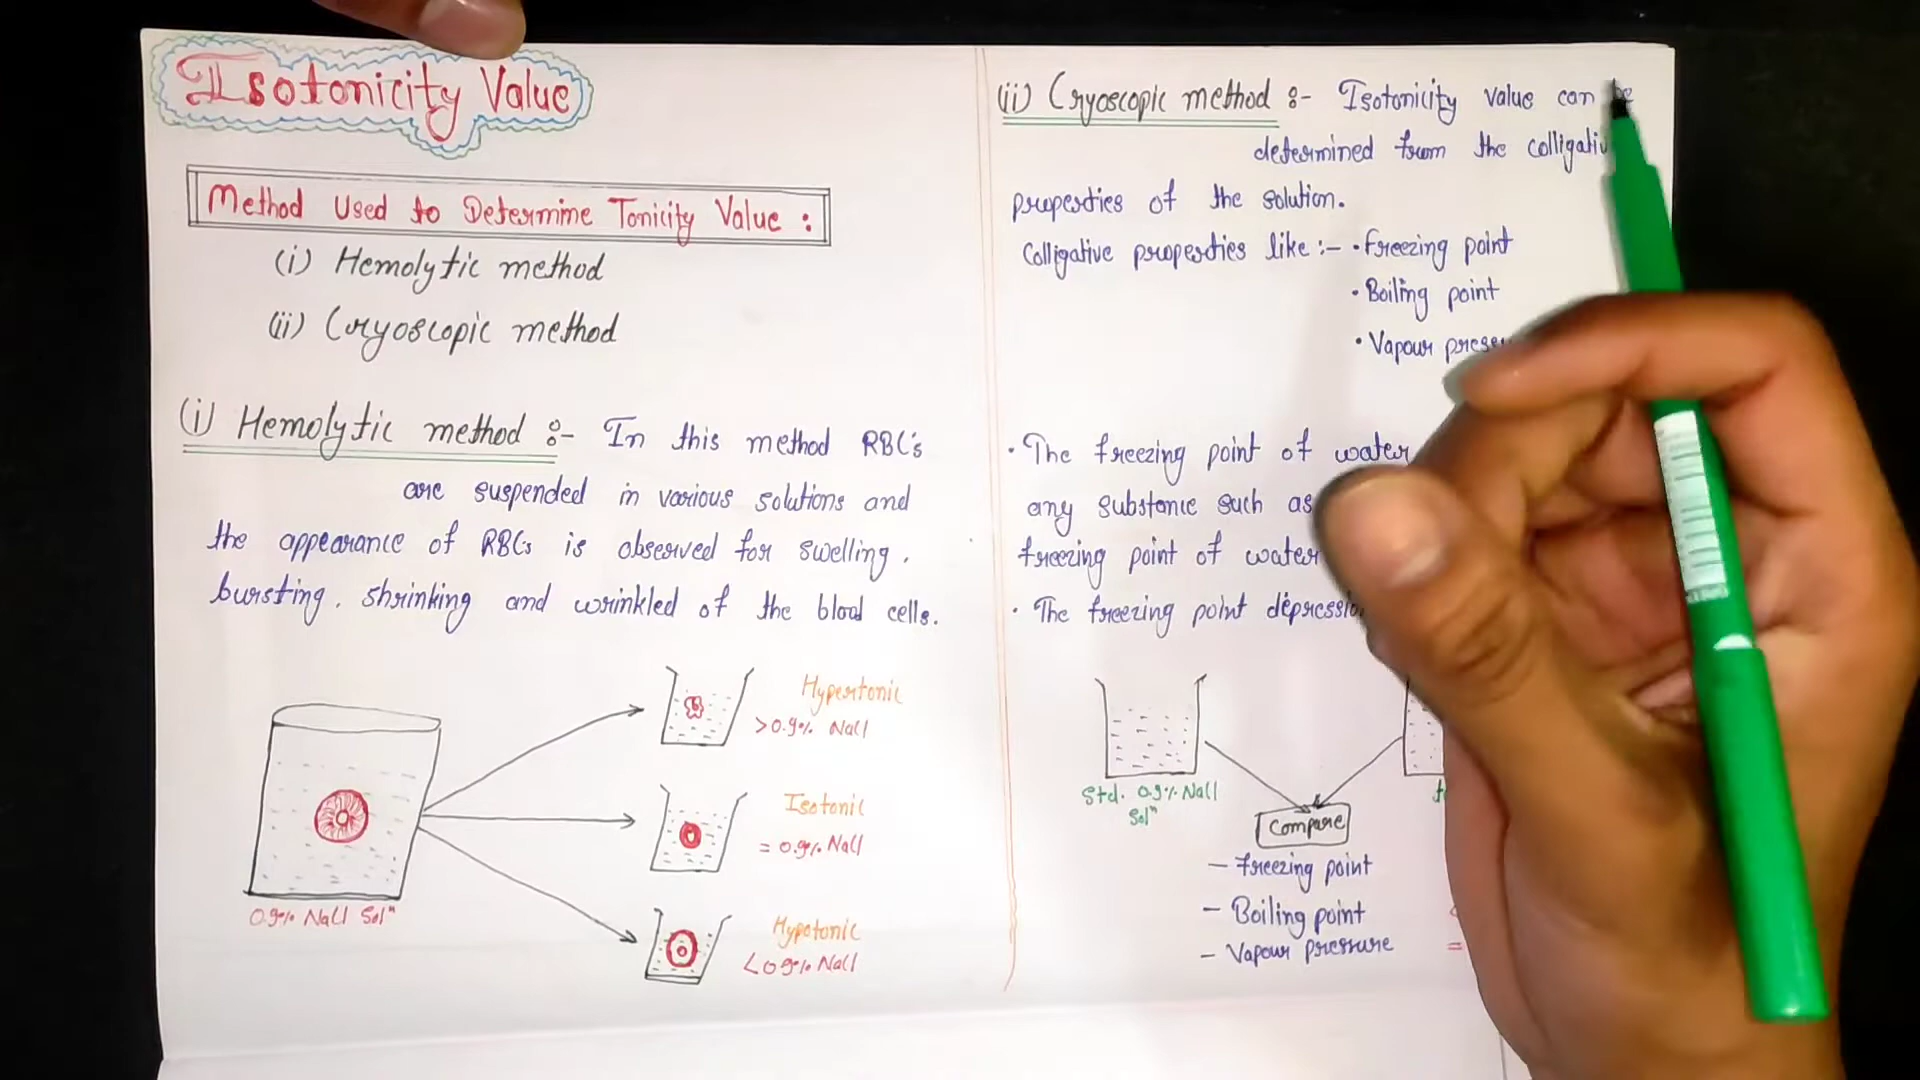 Isotonicity Value
Method Used to Determine Tonicity Value :
(i) Hemolytic method
(ii) Cryoscopic method
(i) Hemolytic method :- In this method RBC's
are suspended in various solutions and
the appearance of RBCs is observed for swelling,
bursting, shrinking and wrinkled of the blood cells.
Hypertonic
>0.9% NaCl
Isotonic
= 0.9% NaCl
Hypotonic
<0.9% NaCl
0.9% NaCl Solⁿ
(ii) Cryoscopic method :- Isotonicity value can be
determined from the
properties of the solution.
Colligative properties like :- • Freezing point
• Boiling point
• Vapour
• The freezing point of water
any substance such as
freezing point of water
• The freezing point
Std. 0.9% NaCl
Solⁿ
Compare
- Freezing point
- Boiling point
- Vapour pressure
=